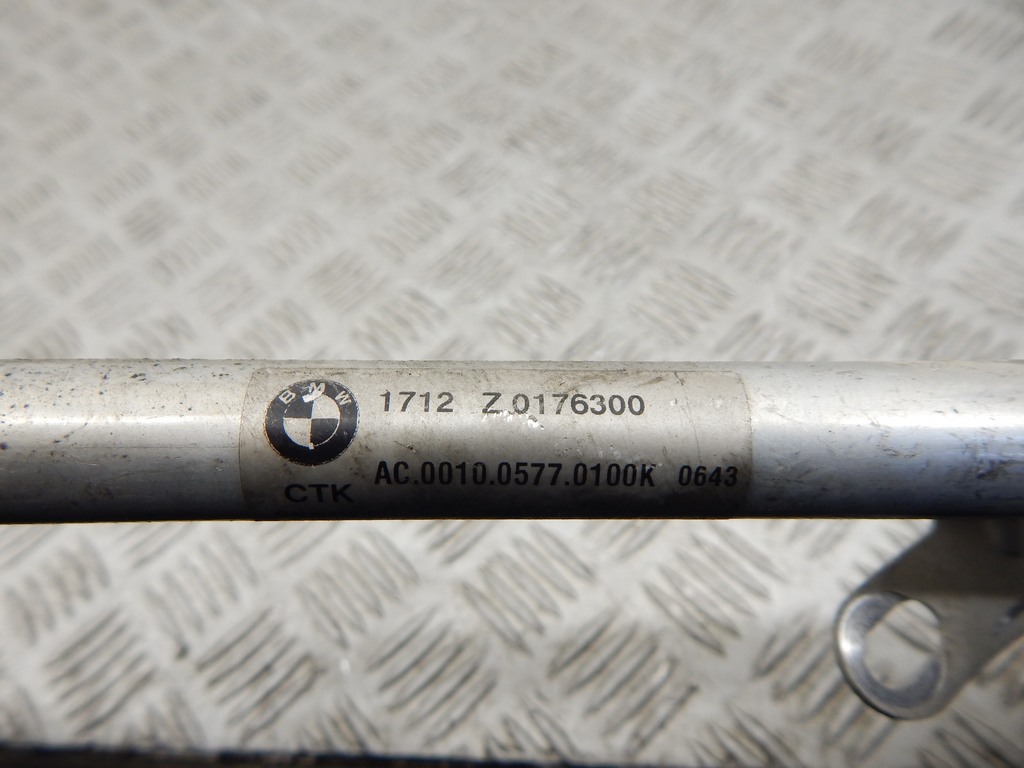 BMW
1712 Z 0176300
AC.0010.0577.0100K 0643
CTK